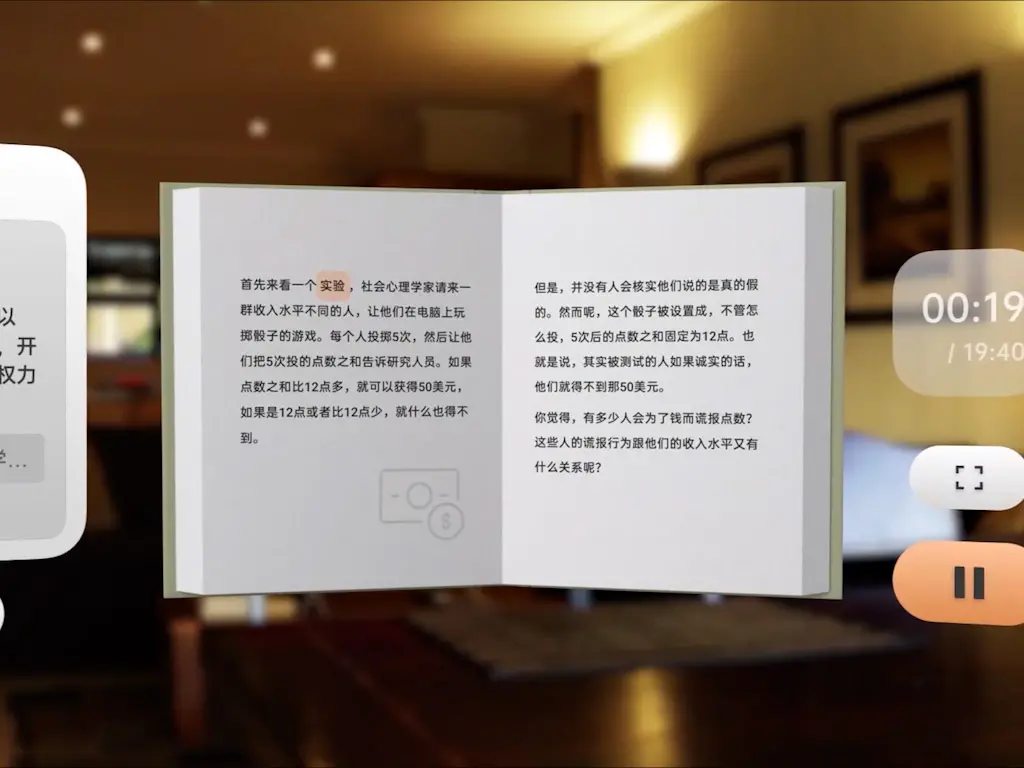 以
，开
权力
学…
首先来看一个 实验 ，社会心理学家请来一
群收入水平不同的人，让他们在电脑上玩
掷骰子的游戏。每个人投掷5次，然后让他
们把5次投的点数之和告诉研究人员。如果
点数之和比12点多，就可以获得50美元，
如果是12点或者比12点少，就什么也得不
到。
但是，并没有人会核实他们说的是真的假
的。然而呢，这个骰子被设置成，不管怎
么投，5次后的点数之和固定为12点。也
就是说，其实被测试的人如果诚实的话，
他们就得不到那50美元。
你觉得，有多少人会为了钱而谎报点数？
这些人的谎报行为跟他们的收入水平又有
什么关系呢？
00:19
/ 19:40